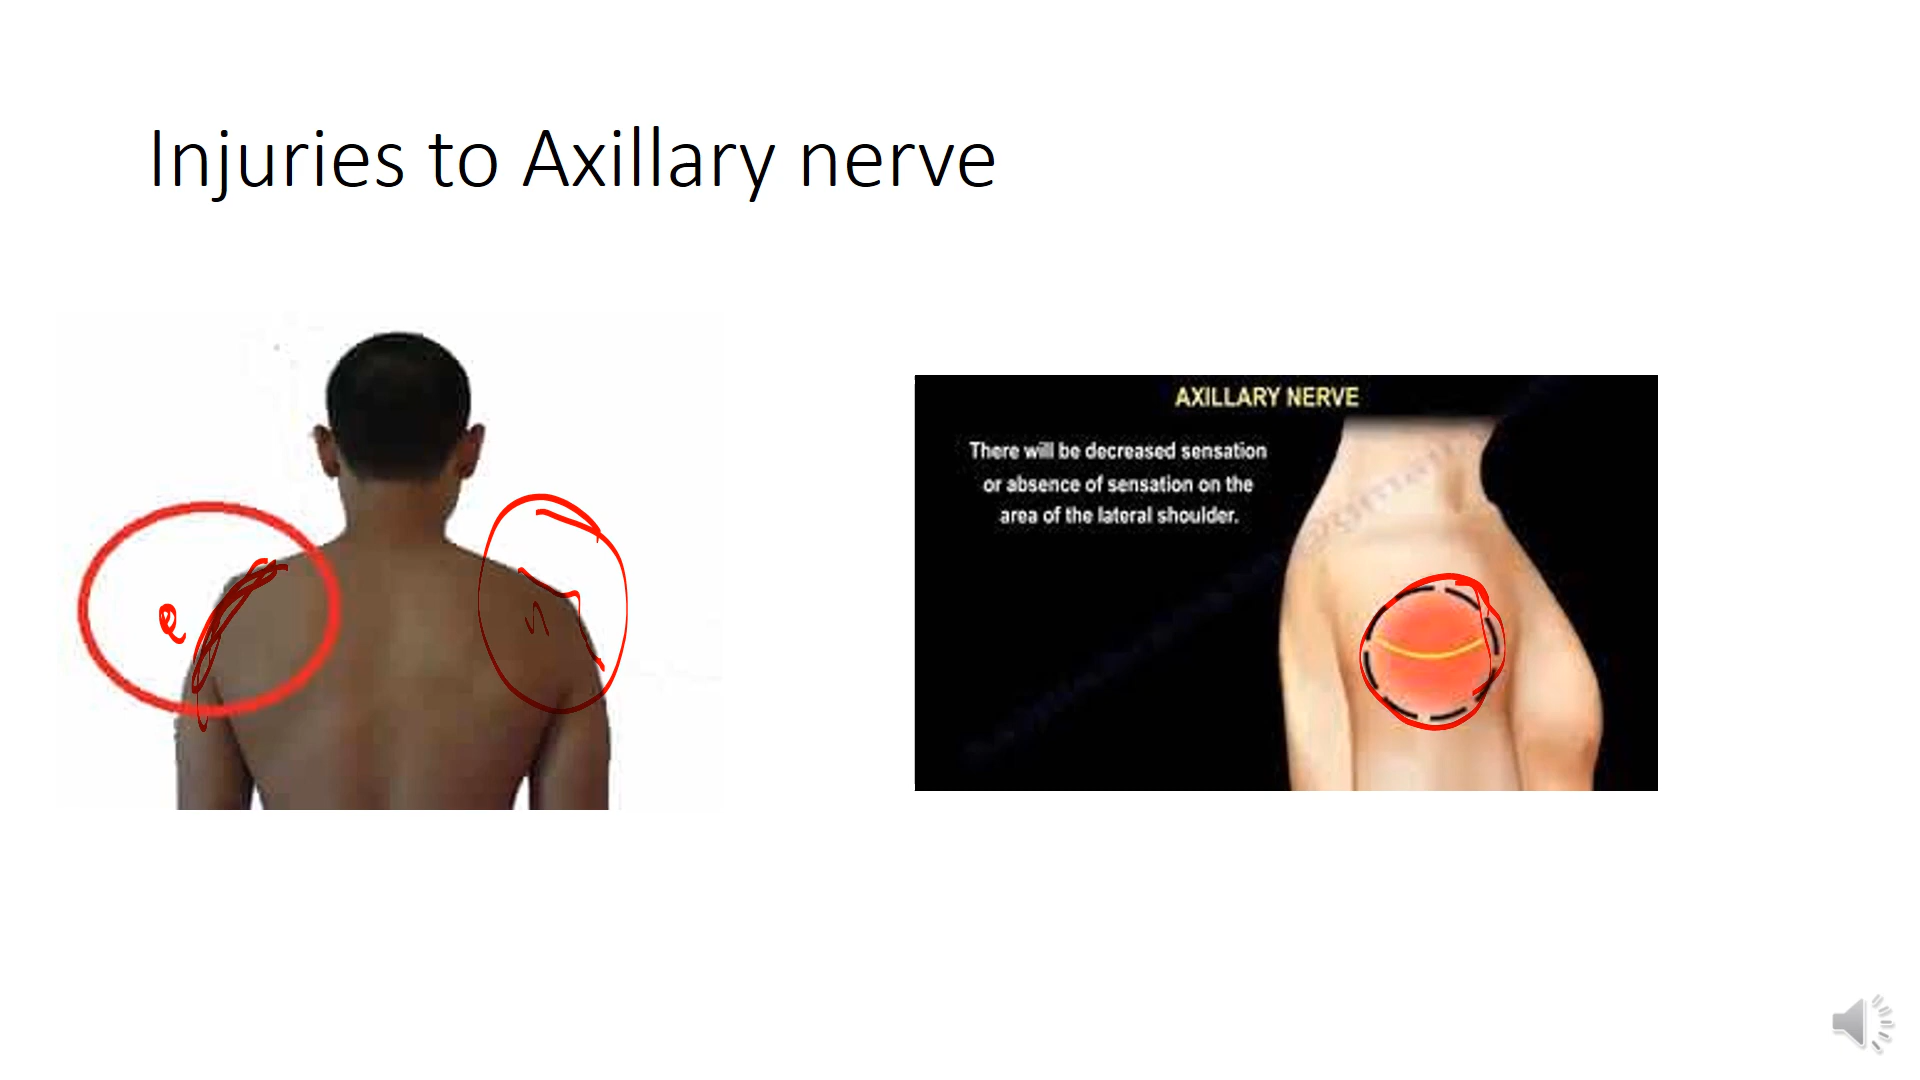 Injuries to Axillary nerve
AXILLARY NERVE
There will be decreased sensation
or absence of sensation on the
area of the lateral shoulder.